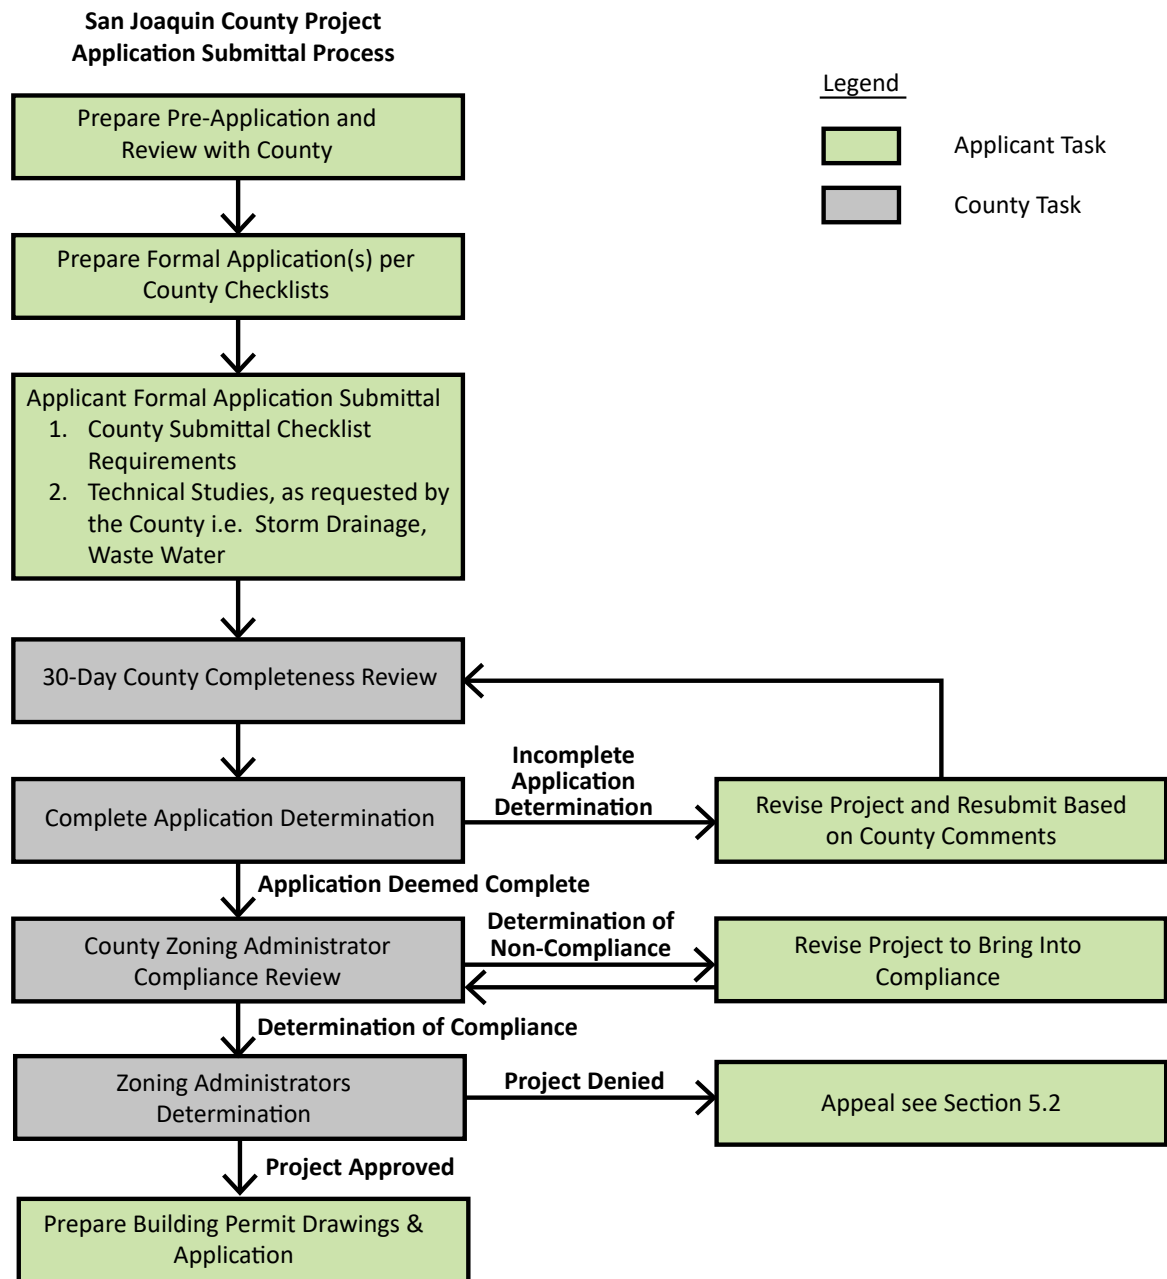 San Joaquin County Project
Application Submittal Process
Legend
Applicant Task
County Task
Prepare Pre-Application and
Review with County
Prepare Formal Application(s) per
County Checklists
Applicant Formal Application Submittal
1. County Submittal Checklist
Requirements
2. Technical Studies, as requested by
the County i.e. Storm Drainage,
Waste Water
30-Day County Completeness Review
Complete Application Determination
Incomplete
Application
Determination
Revise Project and Resubmit Based
on County Comments
Application Deemed Complete
County Zoning Administrator
Compliance Review
Determination of
Non-Compliance
Revise Project to Bring Into
Compliance
Determination of Compliance
Zoning Administrators
Determination
Project Denied
Appeal see Section 5.2
Project Approved
Prepare Building Permit Drawings &
Application